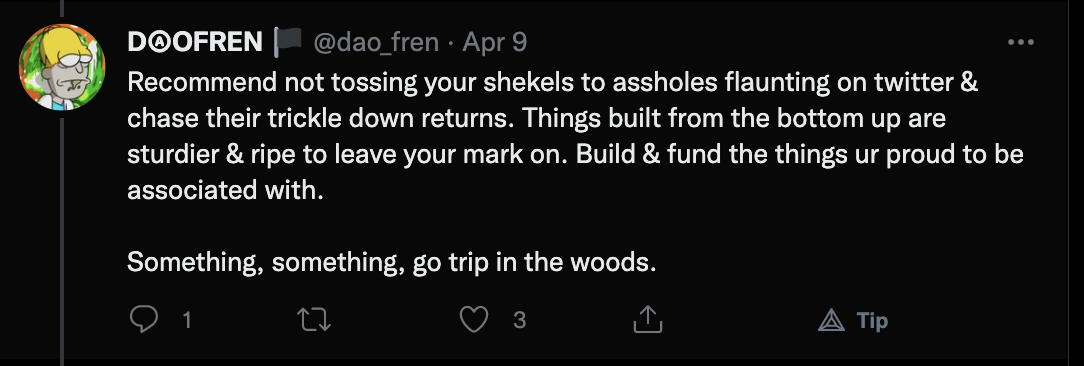 DⒶOFREN 🏴 @dao_fren · Apr 9
Recommend not tossing your shekels to assholes flaunting on twitter &
chase their trickle down returns. Things built from the bottom up are
sturdier & ripe to leave your mark on. Build & fund the things ur proud to be
associated with.
Something, something, go trip in the woods.
1 3 Tip